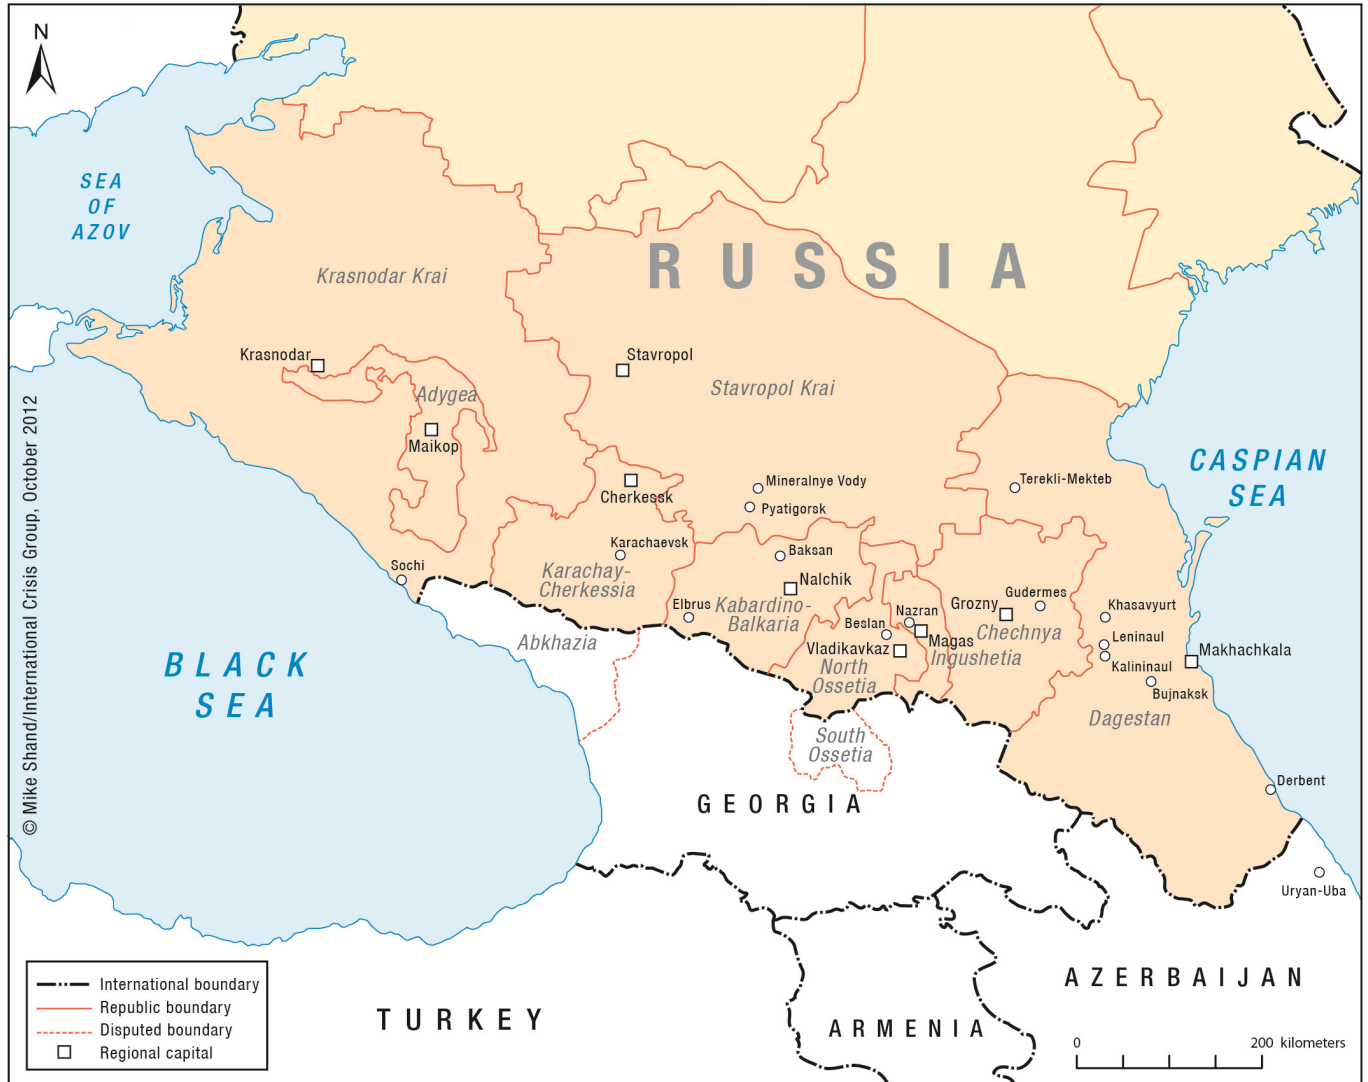 N
SEA
OF
AZOV
RUSSIA
Krasnodar Krai
Krasnodar
Stavropol
Adygea
Stavropol Krai
Maikop
CASPIAN
SEA
Mineralnye Vody
Terekli-Mekteb
Cherkessk
Pyatigorsk
Karachaevsk
Baksan
Sochi
Karachay-
Cherkessia
Nalchik
Gudermes
Elbrus
Kabardino-
Balkaria
Nazran
Grozny
Khasavyurt
Beslan
Magas
Chechnya
Leninaul
Abkhazia
Vladikavkaz
Ingushetia
Makhachkala
Kalininaul
North
Ossetia
Bujnaksk
BLACK
SEA
Dagestan
South
Ossetia
Derbent
GEORGIA
Uryan-Uba
AZERBAIJAN
TURKEY
ARMENIA
© Mike Shand/International Crisis Group, October 2012
International boundary
Republic boundary
Disputed boundary
Regional capital
0 200 kilometers